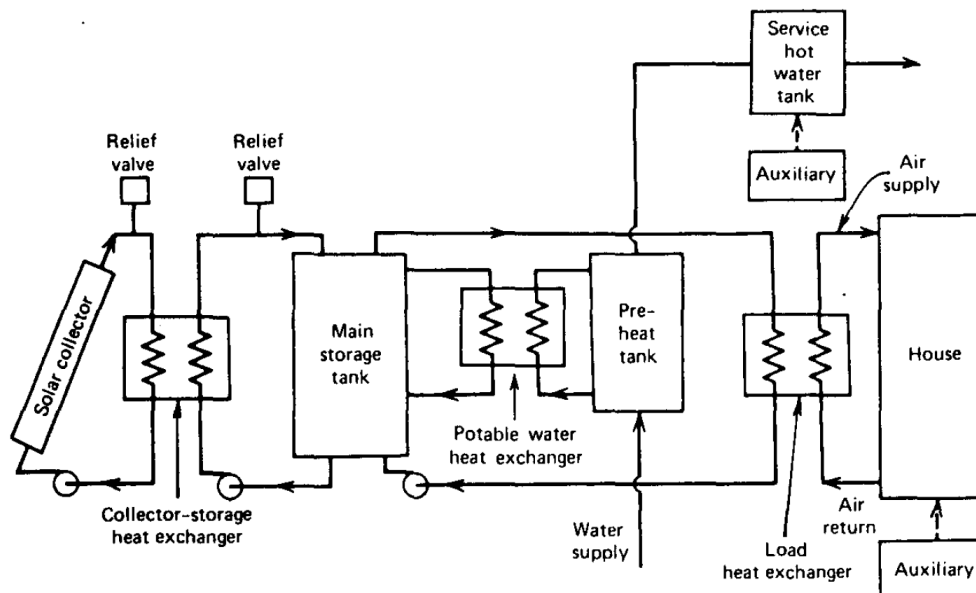 Service
hot
water
tank
Relief
valve
Relief
valve
Auxiliary
Air
supply
Solar collector
Main
storage
tank
Pre-
heat
tank
House
Potable water
heat exchanger
Collector-storage
heat exchanger
Water
supply
Load
heat exchanger
Air
return
Auxiliary